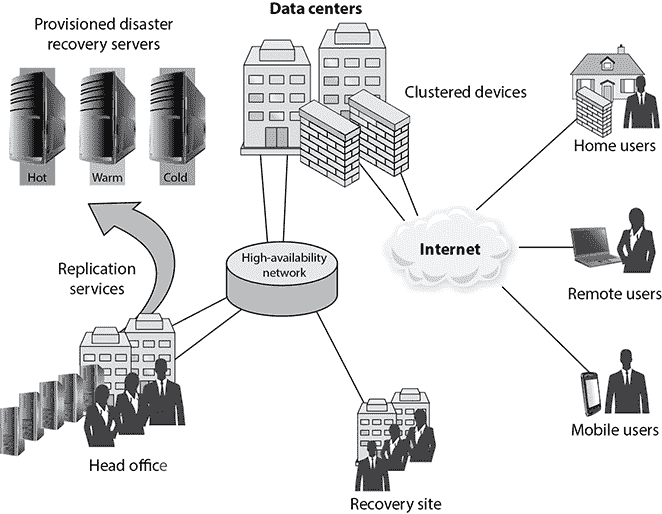 Provisioned disaster
recovery servers
Hot
Warm
Cold
Data centers
Clustered devices
Home users
Internet
Remote users
High-availability
network
Replication
services
Mobile users
Head office
Recovery site